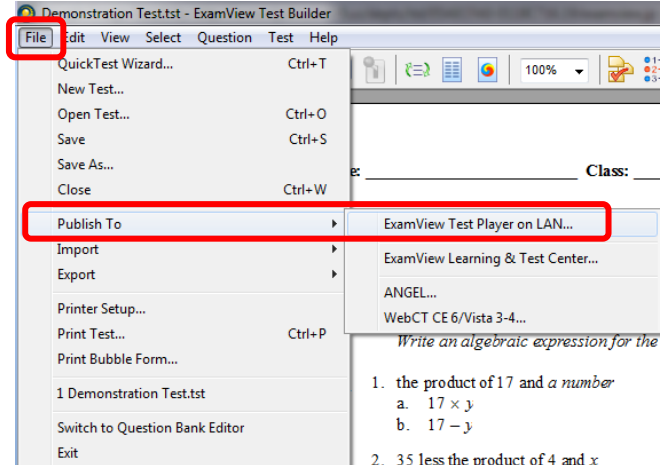 Demonstration Test.tst - ExamView Test Builder
File Edit View Select Question Test Help
QuickTest Wizard... Ctrl+T
New Test...
Open Test... Ctrl+O
Save Ctrl+S
Save As...
Close Ctrl+W
Publish To
Import
Export
Printer Setup...
Print Test... Ctrl+P
Print Bubble Form...
1 Demonstration Test.tst
Switch to Question Bank Editor
Exit
100%
e: Class:
ExamView Test Player on LAN...
ExamView Learning & Test Center...
ANGEL...
WebCT CE 6/Vista 3-4...
Write an algebraic expression for the
1. the product of 17 and a number
a. 17 × y
b. 17 – y
2. 35 less the product of 4 and x